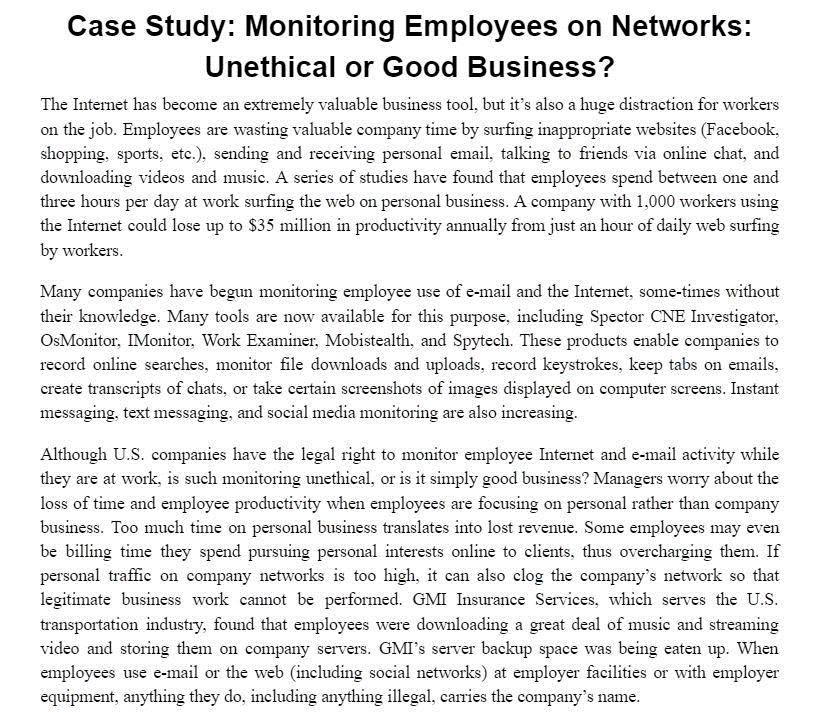 Case Study: Monitoring Employees on Networks:
Unethical or Good Business?
The Internet has become an extremely valuable business tool, but it’s also a huge distraction for workers
on the job. Employees are wasting valuable company time by surfing inappropriate websites (Facebook,
shopping, sports, etc.), sending and receiving personal email, talking to friends via online chat, and
downloading videos and music. A series of studies have found that employees spend between one and
three hours per day at work surfing the web on personal business. A company with 1,000 workers using
the Internet could lose up to $35 million in productivity annually from just an hour of daily web surfing
by workers.
Many companies have begun monitoring employee use of e-mail and the Internet, some-times without
their knowledge. Many tools are now available for this purpose, including Spector CNE Investigator,
OsMonitor, IMonitor, Work Examiner, Mobistealth, and Spytech. These products enable companies to
record online searches, monitor file downloads and uploads, record keystrokes, keep tabs on emails,
create transcripts of chats, or take certain screenshots of images displayed on computer screens. Instant
messaging, text messaging, and social media monitoring are also increasing.
Although U.S. companies have the legal right to monitor employee Internet and e-mail activity while
they are at work, is such monitoring unethical, or is it simply good business? Managers worry about the
loss of time and employee productivity when employees are focusing on personal rather than company
business. Too much time on personal business translates into lost revenue. Some employees may even
be billing time they spend pursuing personal interests online to clients, thus overcharging them. If
personal traffic on company networks is too high, it can also clog the company’s network so that
legitimate business work cannot be performed. GMI Insurance Services, which serves the U.S.
transportation industry, found that employees were downloading a great deal of music and streaming
video and storing them on company servers. GMI’s server backup space was being eaten up. When
employees use e-mail or the web (including social networks) at employer facilities or with employer
equipment, anything they do, including anything illegal, carries the company’s name.